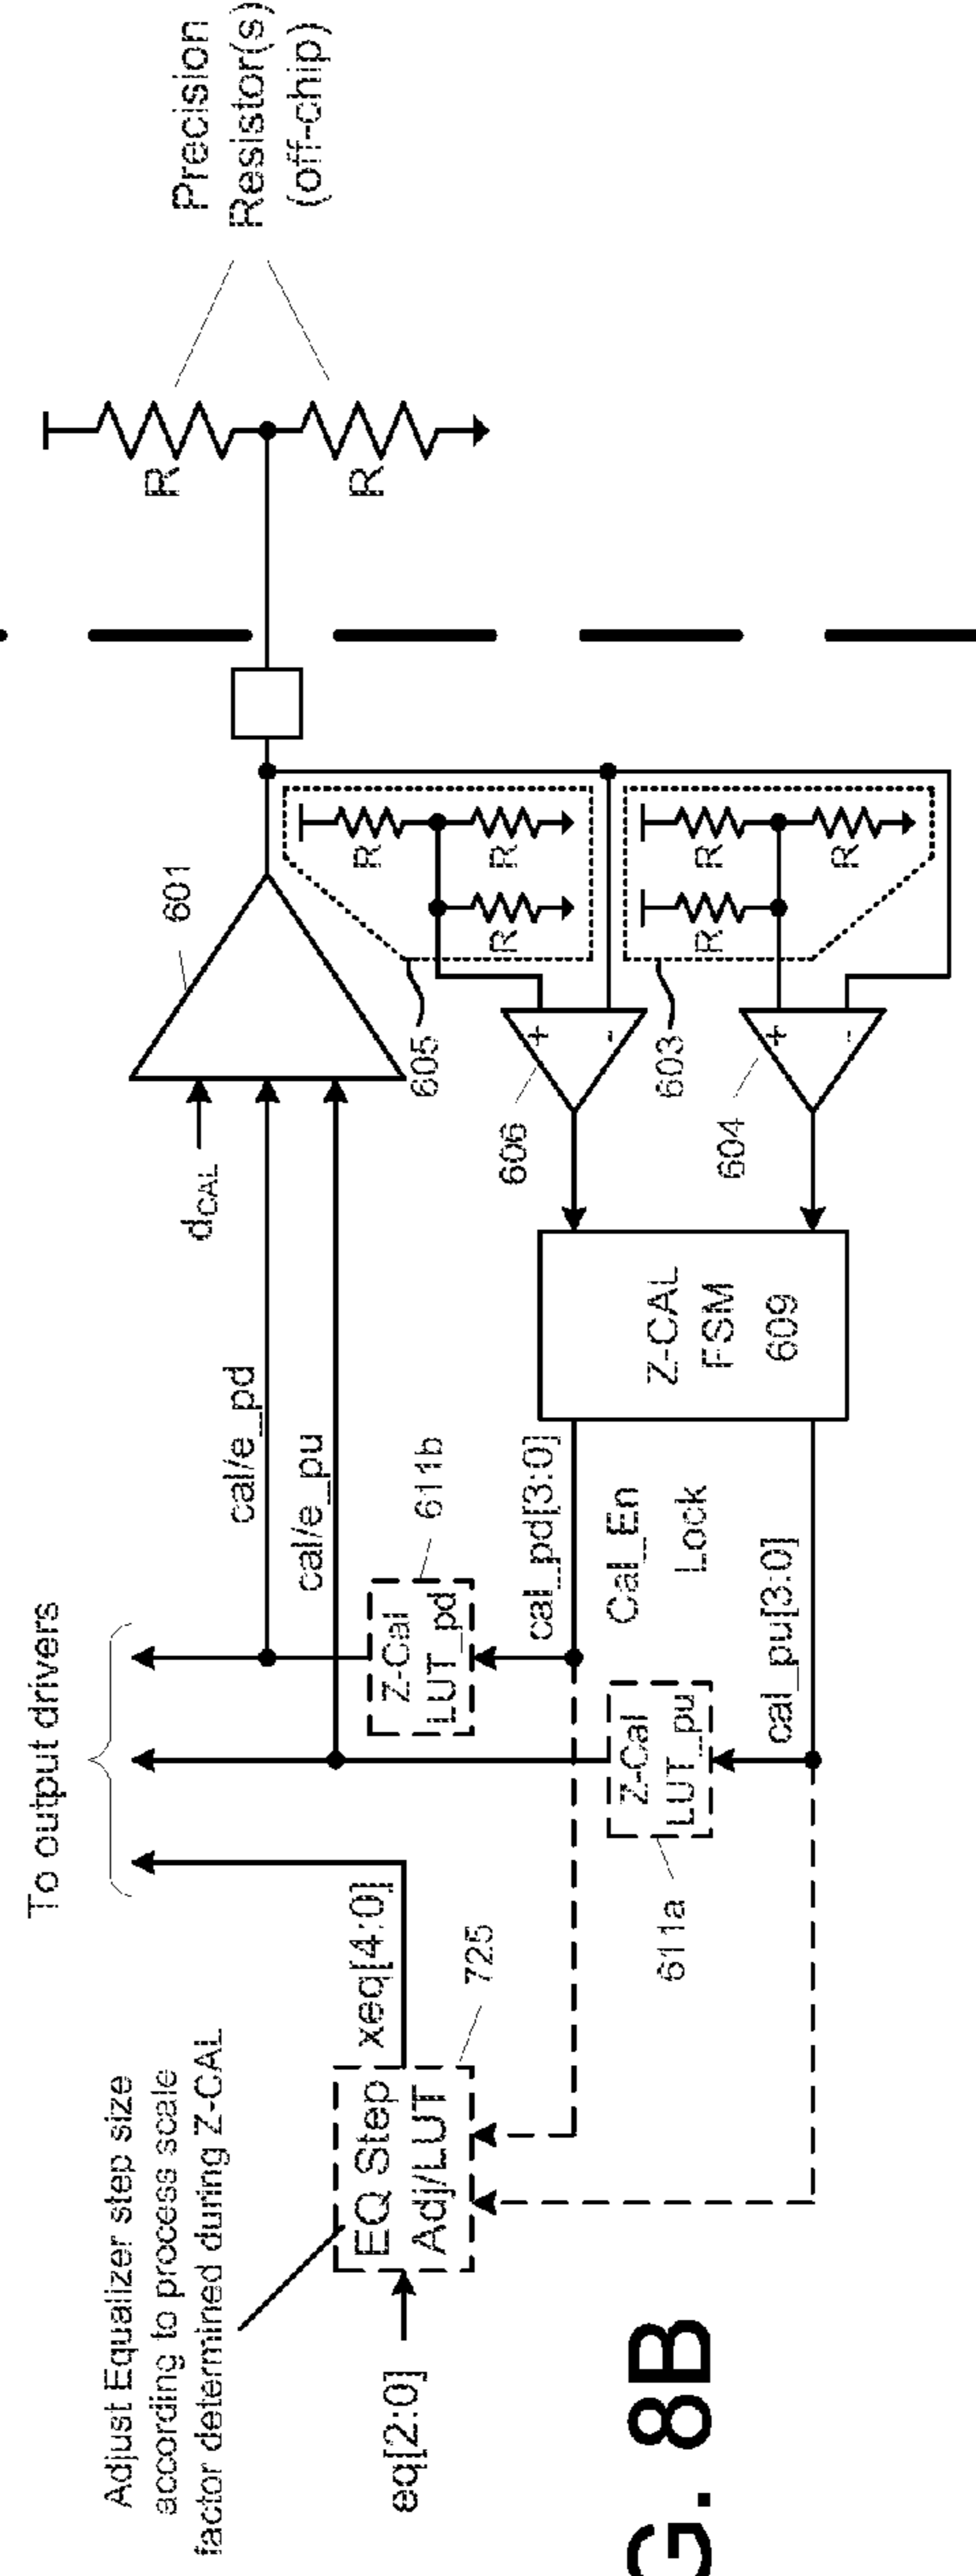 To output drivers
Adjust Equalizer step size
according to process scale
factor determined during Z-CAL
eq[2:0]
EQ Step
Adj/LUT
725
xeq[4:0]
611a
Z-Cal
LUT_pu
Z-Cal
LUT_pd
611b
cal/e_pd
cal/e_pu
cal_pd[3:0]
Cal_En
Lock
cal_pu[3:0]
Z-CAL
FSM
609
dCAL
601
605
606
+
-
603
604
+
-
R
R
R
R
R
R
R
R
Precision
Resistor(s)
(off-chip)
G. 8B